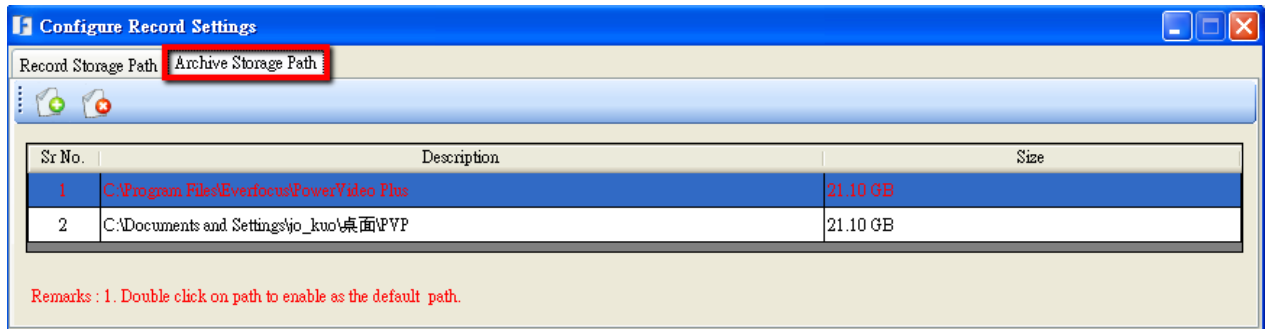 Configure Record Settings
Record Storage Path Archive Storage Path
Sr No. Description Size
1 C:\Program Files\Everfocus\PowerVideo Plus 21.10 GB
2 C:\Documents and Settings\jo_kuo\桌面\PVP 21.10 GB
Remarks : 1. Double click on path to enable as the default path.